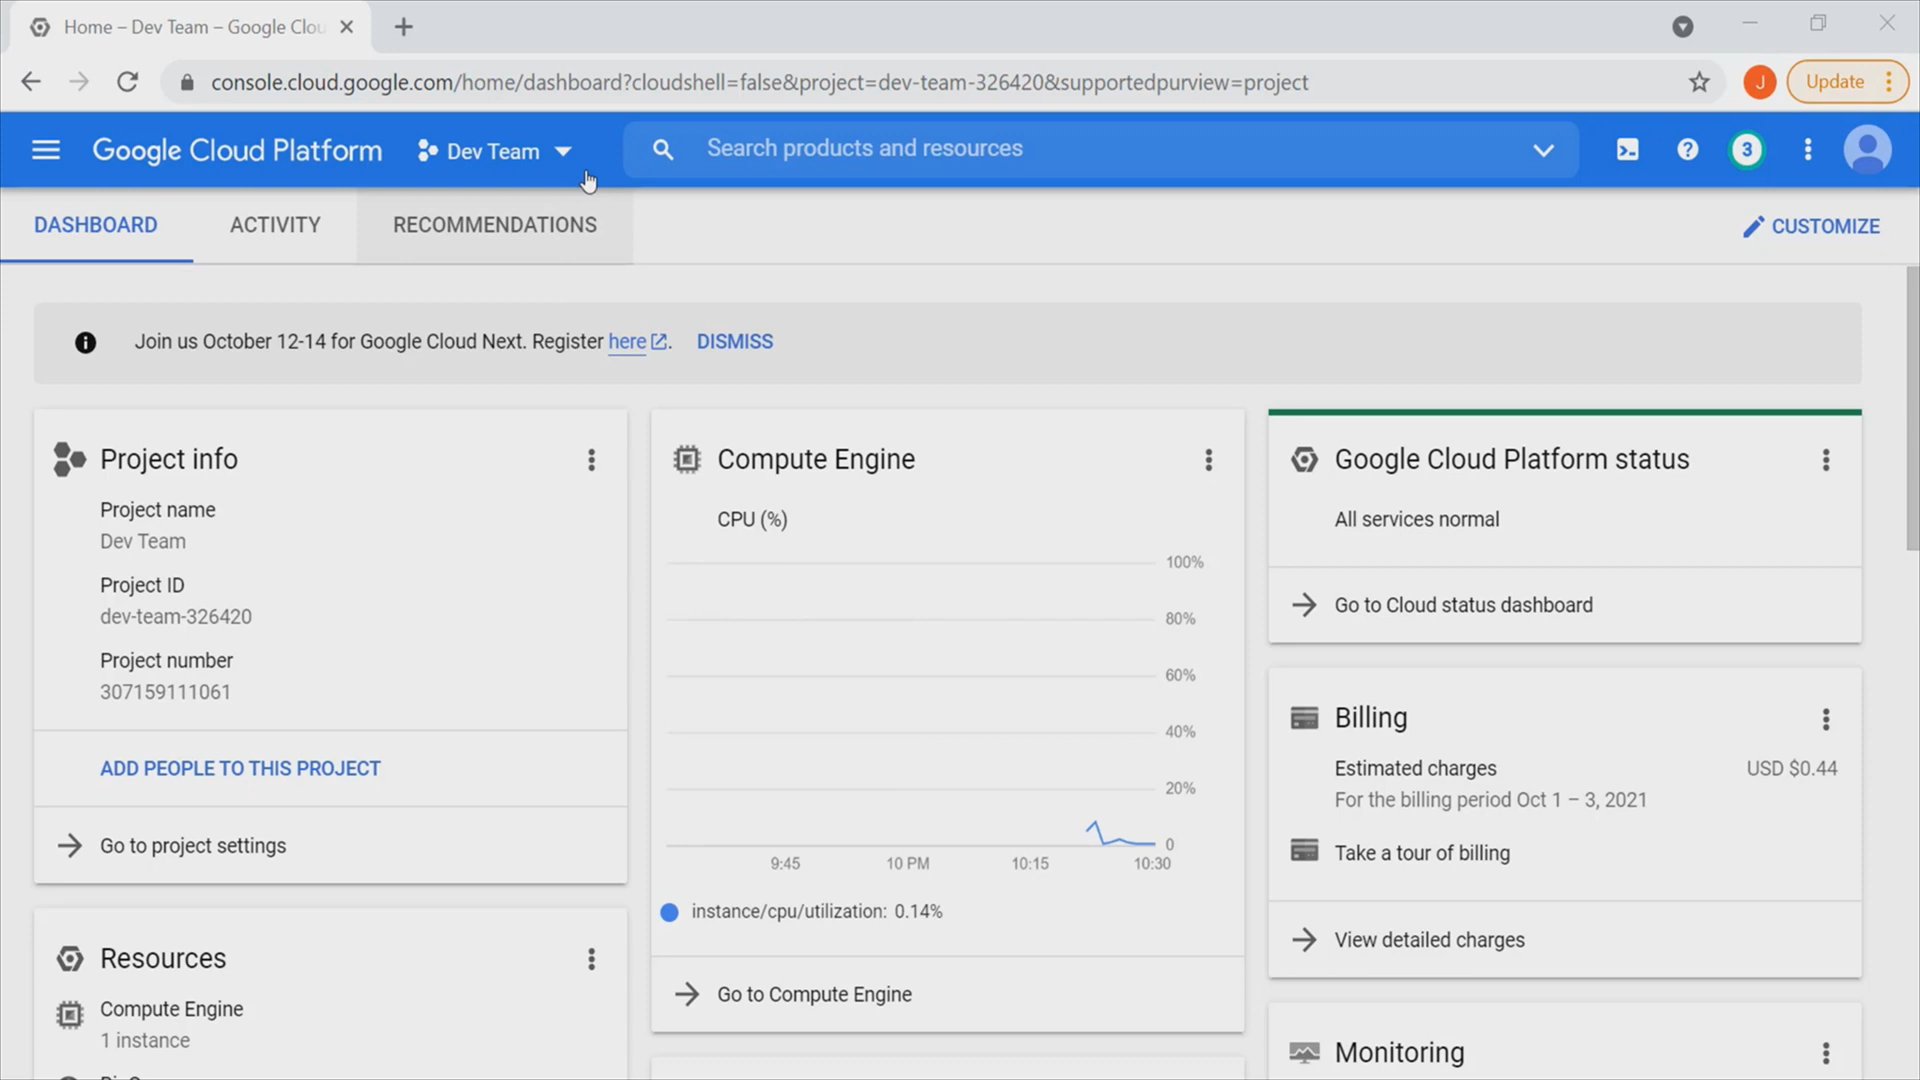 Home – Dev Team – Google Clou
console.cloud.google.com/home/dashboard?cloudshell=false&project=dev-team-326420&supportedpurview=project
J
Update
Google Cloud Platform
Dev Team
Search products and resources
3
DASHBOARD
ACTIVITY
RECOMMENDATIONS
CUSTOMIZE
Join us October 12-14 for Google Cloud Next. Register here. DISMISS
Project info
Project name
Dev Team
Project ID
dev-team-326420
Project number
307159111061
ADD PEOPLE TO THIS PROJECT
Go to project settings
Resources
Compute Engine
1 instance
Compute Engine
CPU (%)
100%
80%
60%
40%
20%
0
9:45 10 PM 10:15 10:30
instance/cpu/utilization: 0.14%
Go to Compute Engine
Google Cloud Platform status
All services normal
Go to Cloud status dashboard
Billing
Estimated charges USD $0.44
For the billing period Oct 1 – 3, 2021
Take a tour of billing
View detailed charges
Monitoring